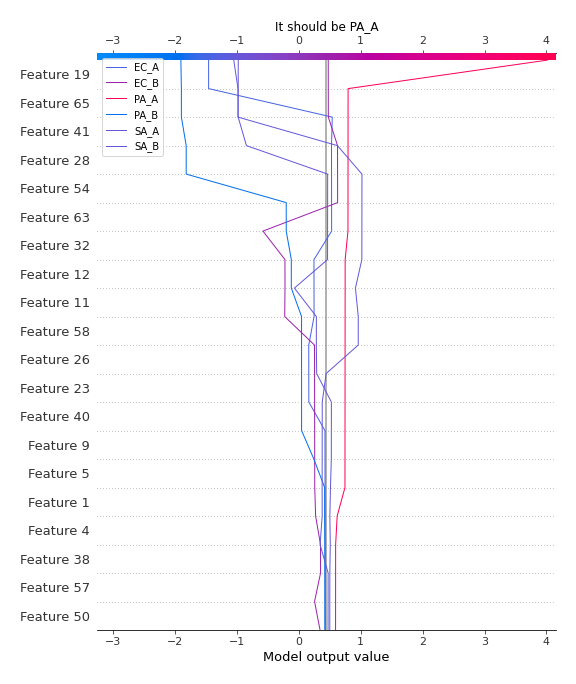 It should be PA_A
−3 −2 −1 0 1 2 3 4
EC_A
EC_B
PA_A
PA_B
SA_A
SA_B
Feature 19
Feature 65
Feature 41
Feature 28
Feature 54
Feature 63
Feature 32
Feature 12
Feature 11
Feature 58
Feature 26
Feature 23
Feature 40
Feature 9
Feature 5
Feature 1
Feature 4
Feature 38
Feature 57
Feature 50
−3 −2 −1 0 1 2 3 4
Model output value